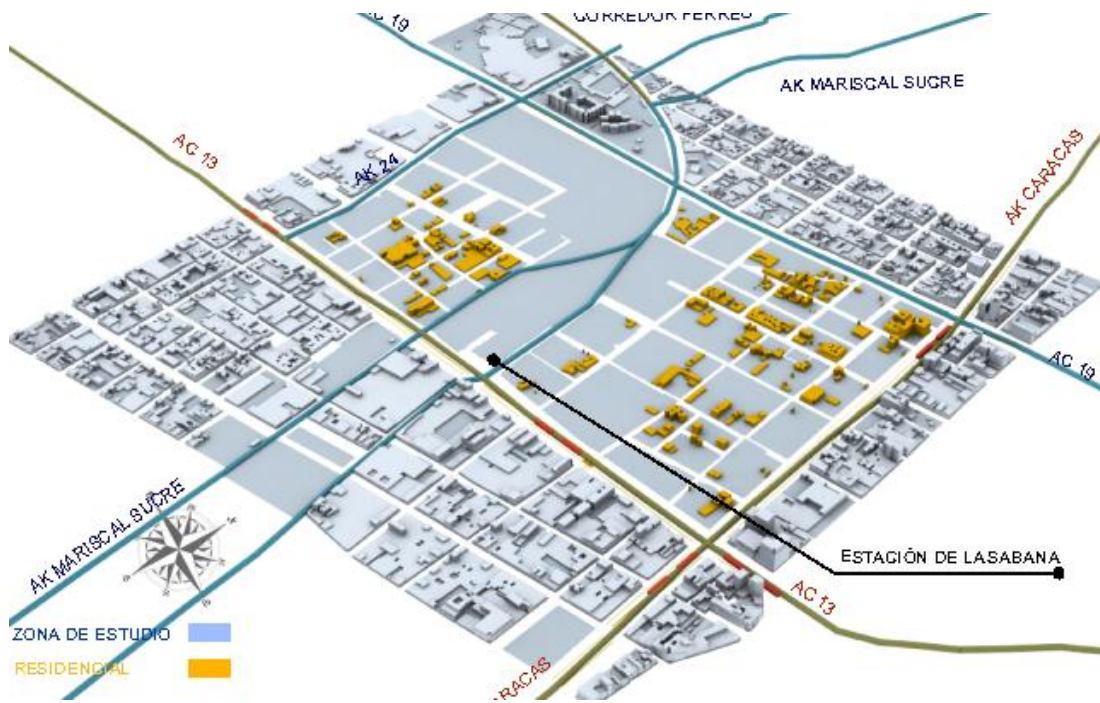 AC 19
CORREDOR FERREO
AK MARISCAL SUCRE
AC 13
AK 24
AK CARACAS
AC 19
AK MARISCAL SUCRE
ESTACIÓN DE LASABANA
AC 13
ZONA DE ESTUDIO
RESIDENCIAL
CARACAS